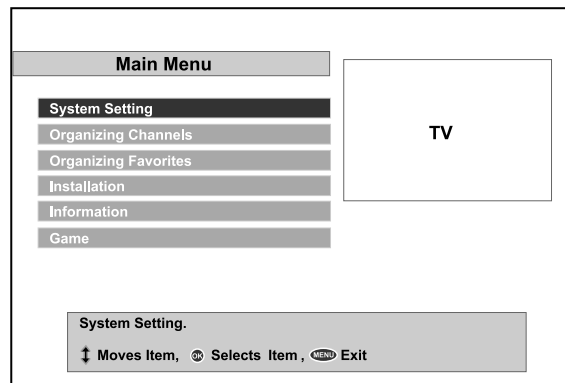 Main Menu
System Setting
Organizing Channels
Organizing Favorites
Installation
Information
Game
TV
System Setting.
Moves Item, OK Selects Item , MENU Exit